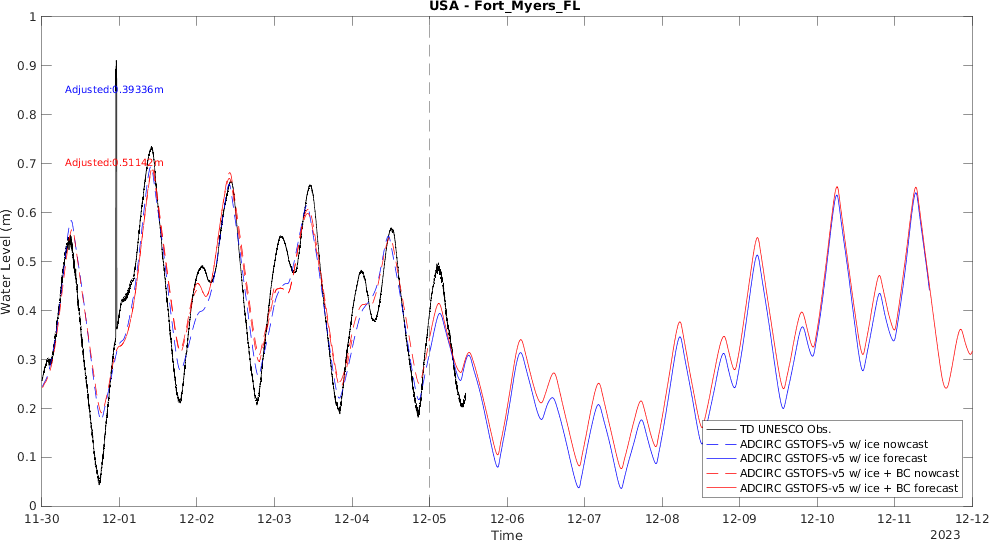 USA - Fort_Myers_FL
1
0.9
0.8
0.7
0.6
0.5
0.4
0.3
0.2
0.1
0
Water Level (m)
Adjusted:0.39336m
Adjusted:0.51142m
TD UNESCO Obs.
ADCIRC GSTOFS-v5 w/ ice nowcast
ADCIRC GSTOFS-v5 w/ ice forecast
ADCIRC GSTOFS-v5 w/ ice + BC nowcast
ADCIRC GSTOFS-v5 w/ ice + BC forecast
11-30 12-01 12-02 12-03 12-04 12-05 12-06 12-07 12-08 12-09 12-10 12-11 12-12
Time
2023